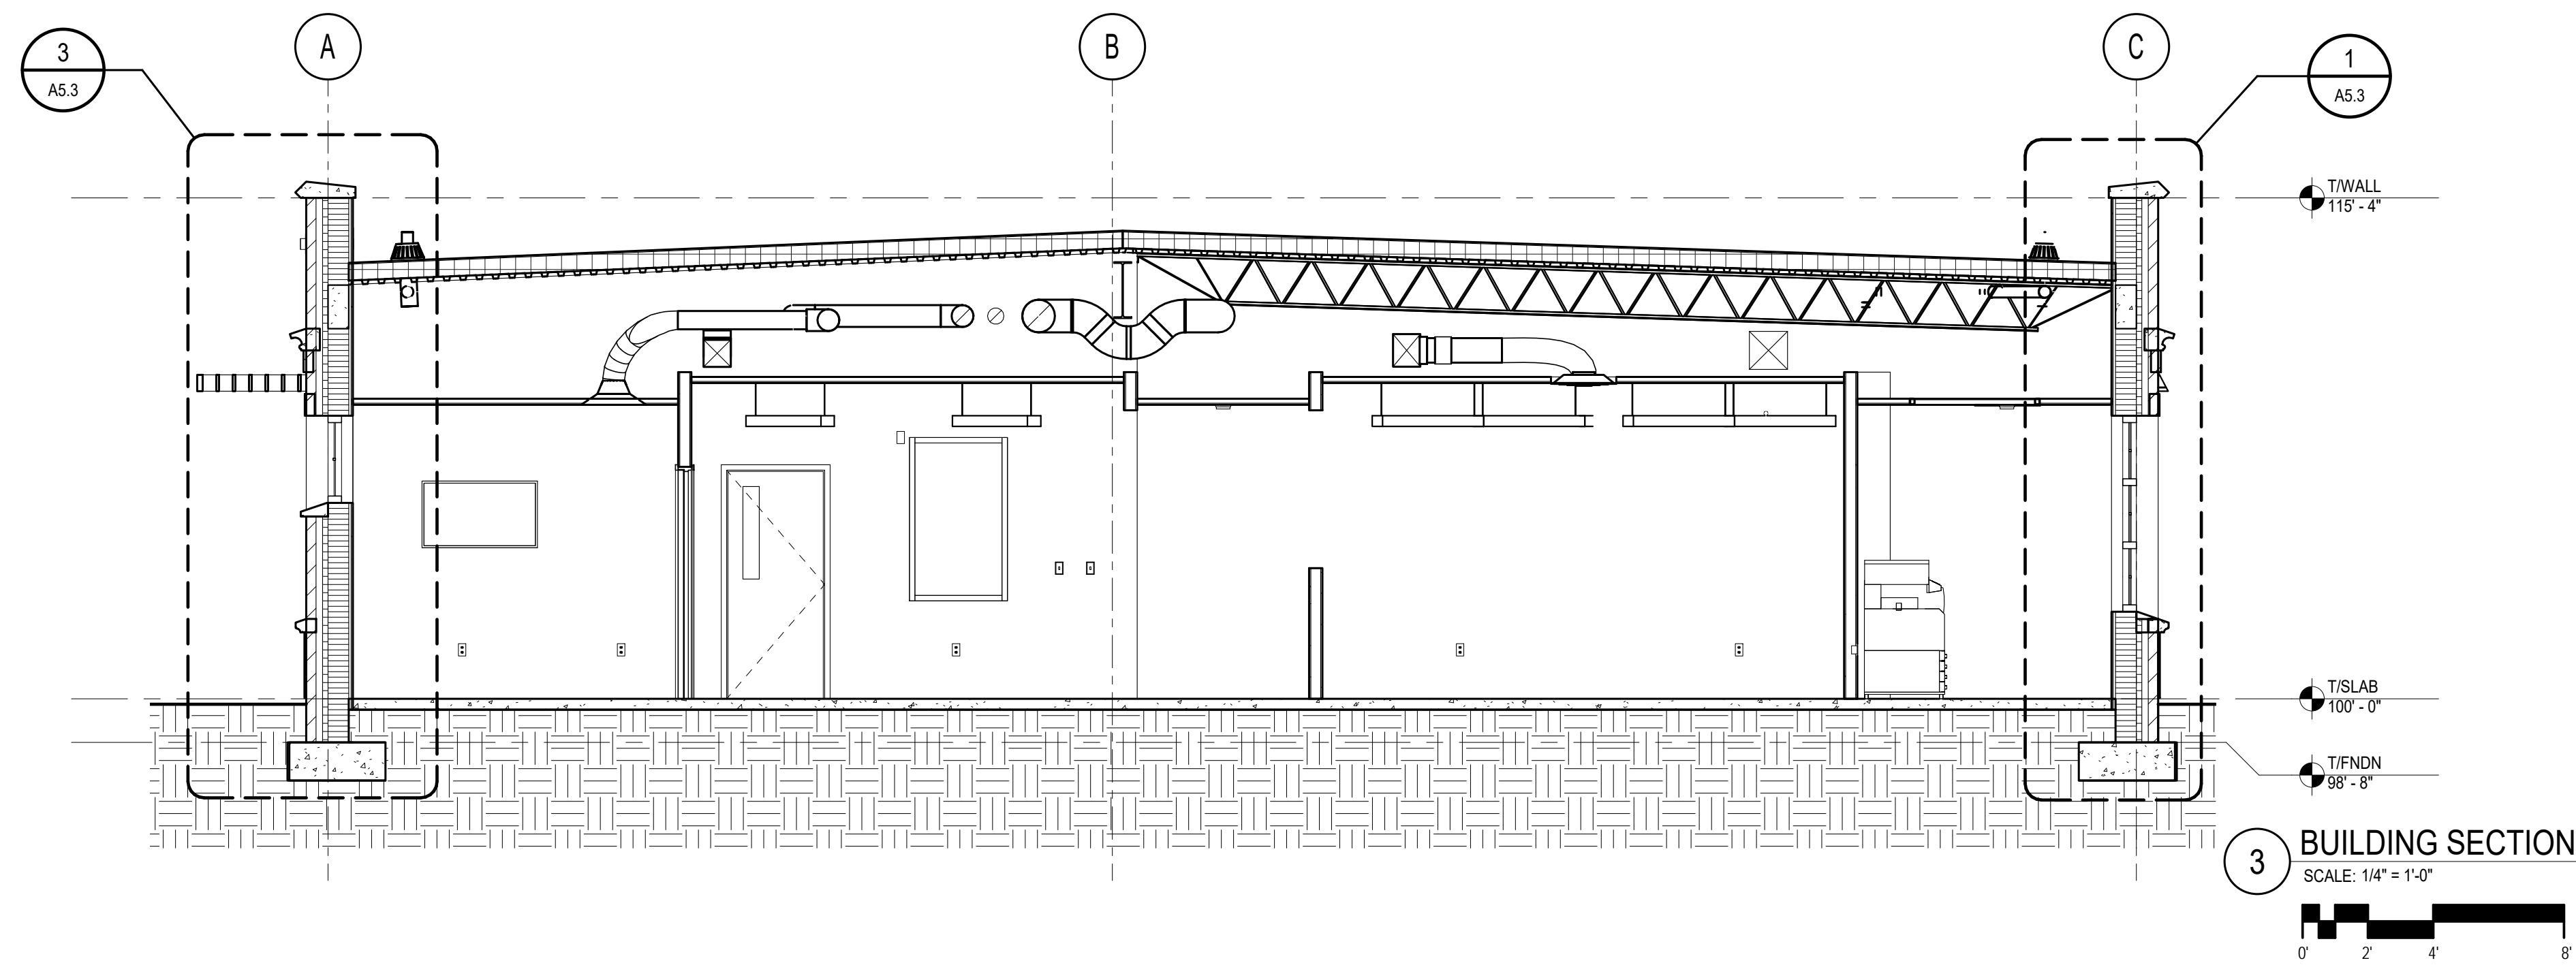 A
B
C
3
A5.3
1
A5.3
T/WALL
115' - 4"
T/SLAB
100' - 0"
T/FNDN
98' - 8"
3
BUILDING SECTION
SCALE: 1/4" = 1'-0"
0' 2' 4' 8'